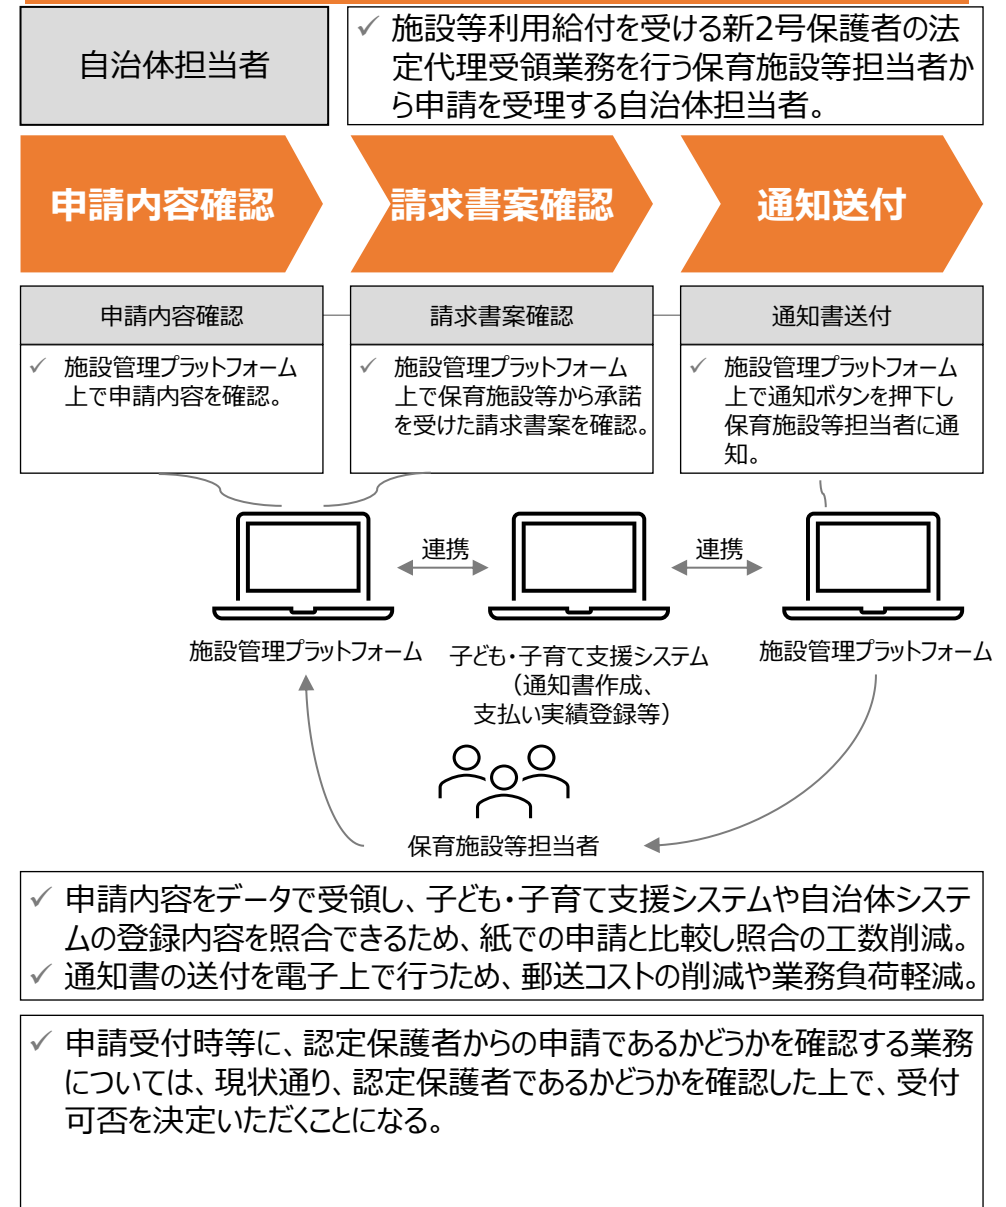 自治体担当者
✓ 施設等利用給付を受ける新2号保護者の法
定代理受領業務を行う保育施設等担当者か
ら申請を受理する自治体担当者。
申請内容確認
請求書案確認
通知送付
申請内容確認
請求書案確認
通知書送付
✓ 施設管理プラットフォーム
上で申請内容を確認。
✓ 施設管理プラットフォーム
上で保育施設等から承諾
を受けた請求書案を確認。
✓ 施設管理プラットフォーム
上で通知ボタンを押下し
保育施設等担当者に通
知。
連携
連携
施設管理プラットフォーム
子ども・子育て支援システム
（通知書作成、
支払い実績登録等）
施設管理プラットフォーム
保育施設等担当者
✓ 申請内容をデータで受領し、子ども・子育て支援システムや自治体システ
ムの登録内容を照合できるため、紙での申請と比較し照合の工数削減。
✓ 通知書の送付を電子上で行うため、郵送コストの削減や業務負荷軽減。
✓ 申請受付時等に、認定保護者からの申請であるかどうかを確認する業務
については、現状通り、認定保護者であるかどうかを確認した上で、受付
可否を決定いただくことになる。